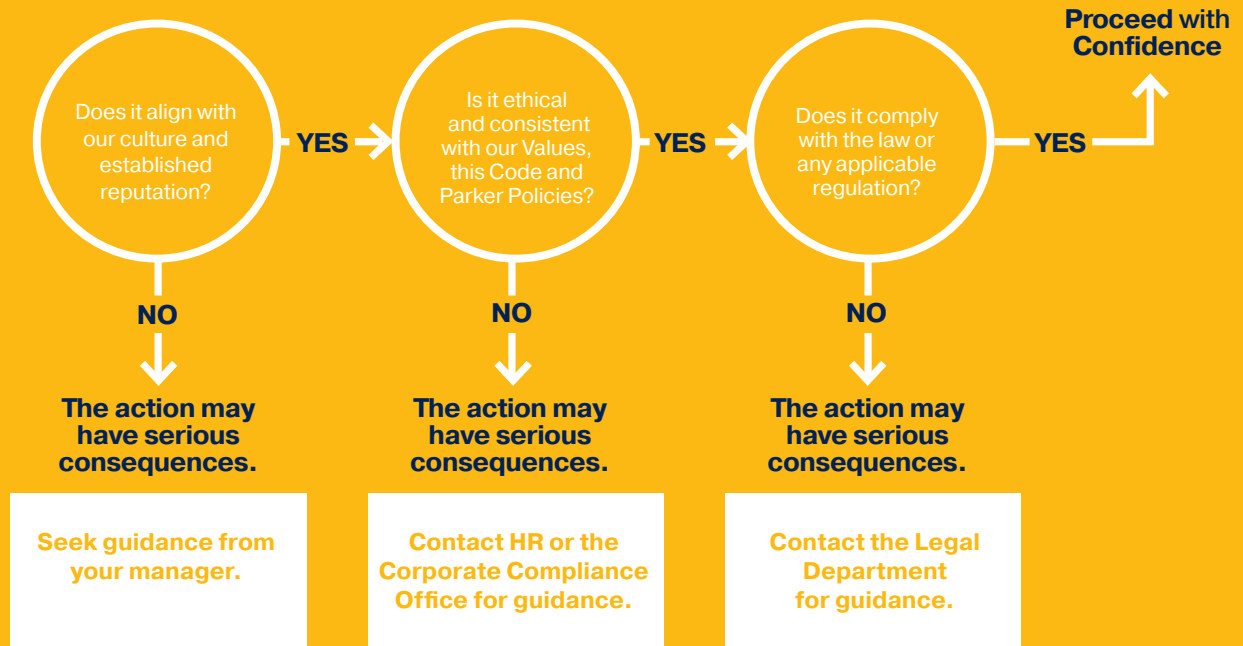 Proceed with
Confidence
Does it align with
our culture and
established
reputation?
YES
Is it ethical
and consistent
with our Values,
this Code and
Parker Policies?
YES
Does it comply
with the law or
any applicable
regulation?
YES
NO
The action may
have serious
consequences.
Seek guidance from
your manager.
NO
The action may
have serious
consequences.
Contact HR or the
Corporate Compliance
Office for guidance.
NO
The action may
have serious
consequences.
Contact the Legal
Department
for guidance.